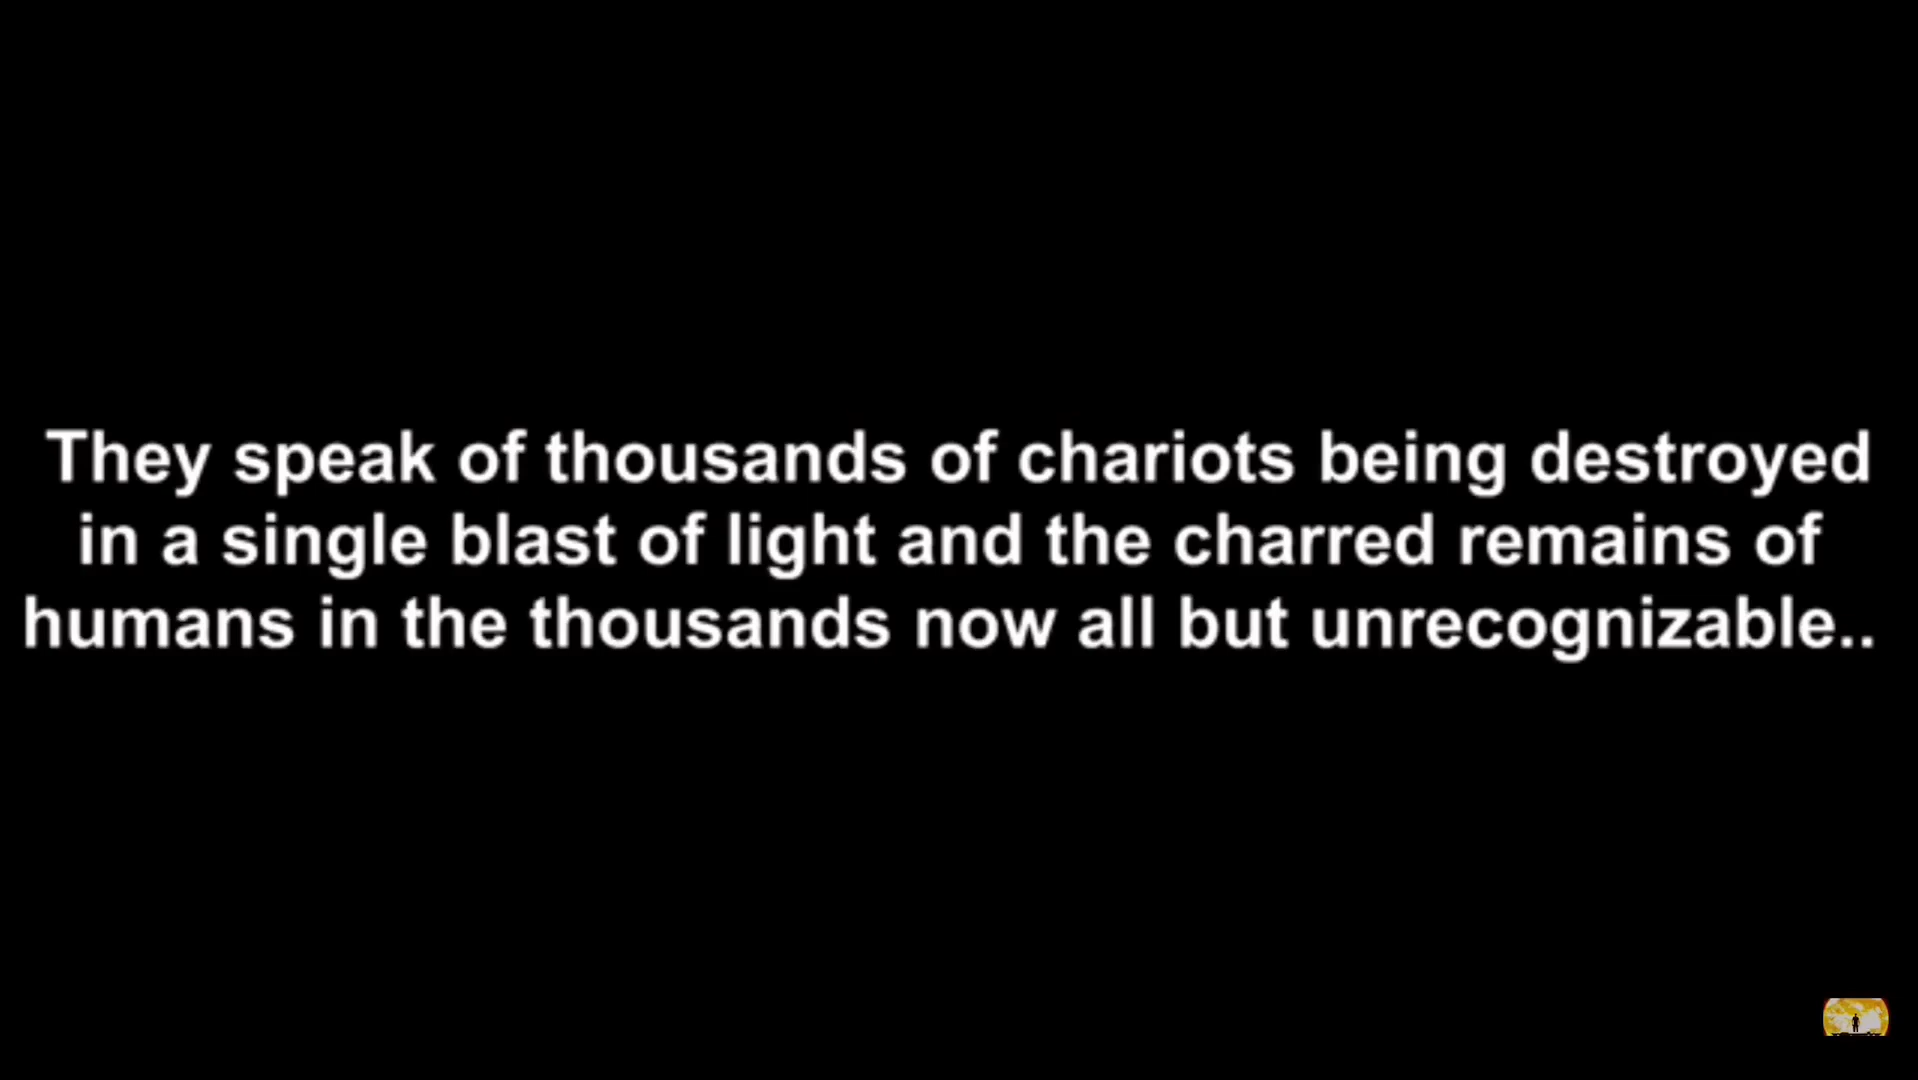 They speak of thousands of chariots being destroyed
in a single blast of light and the charred remains of
humans in the thousands now all but unrecognizable..